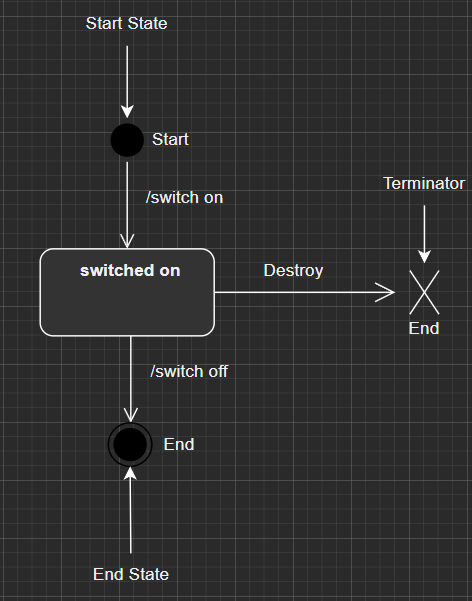 Start State
Start
Terminator
/switch on
switched on
Destroy
End
/switch off
End
End State